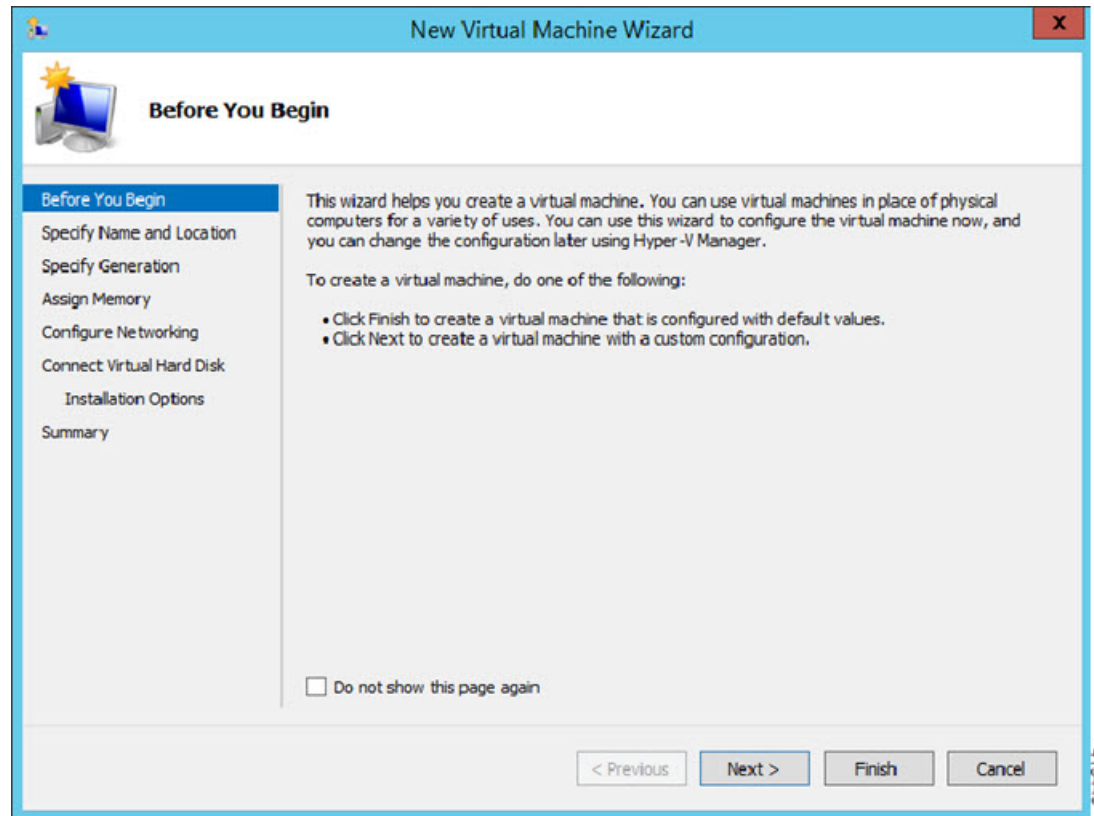 New Virtual Machine Wizard
X
Before You Begin
Before You Begin
Specify Name and Location
Specify Generation
Assign Memory
Configure Networking
Connect Virtual Hard Disk
Installation Options
Summary
This wizard helps you create a virtual machine. You can use virtual machines in place of physical
computers for a variety of uses. You can use this wizard to configure the virtual machine now, and
you can change the configuration later using Hyper-V Manager.
To create a virtual machine, do one of the following:
• Click Finish to create a virtual machine that is configured with default values.
• Click Next to create a virtual machine with a custom configuration.
Do not show this page again
< Previous
Next >
Finish
Cancel